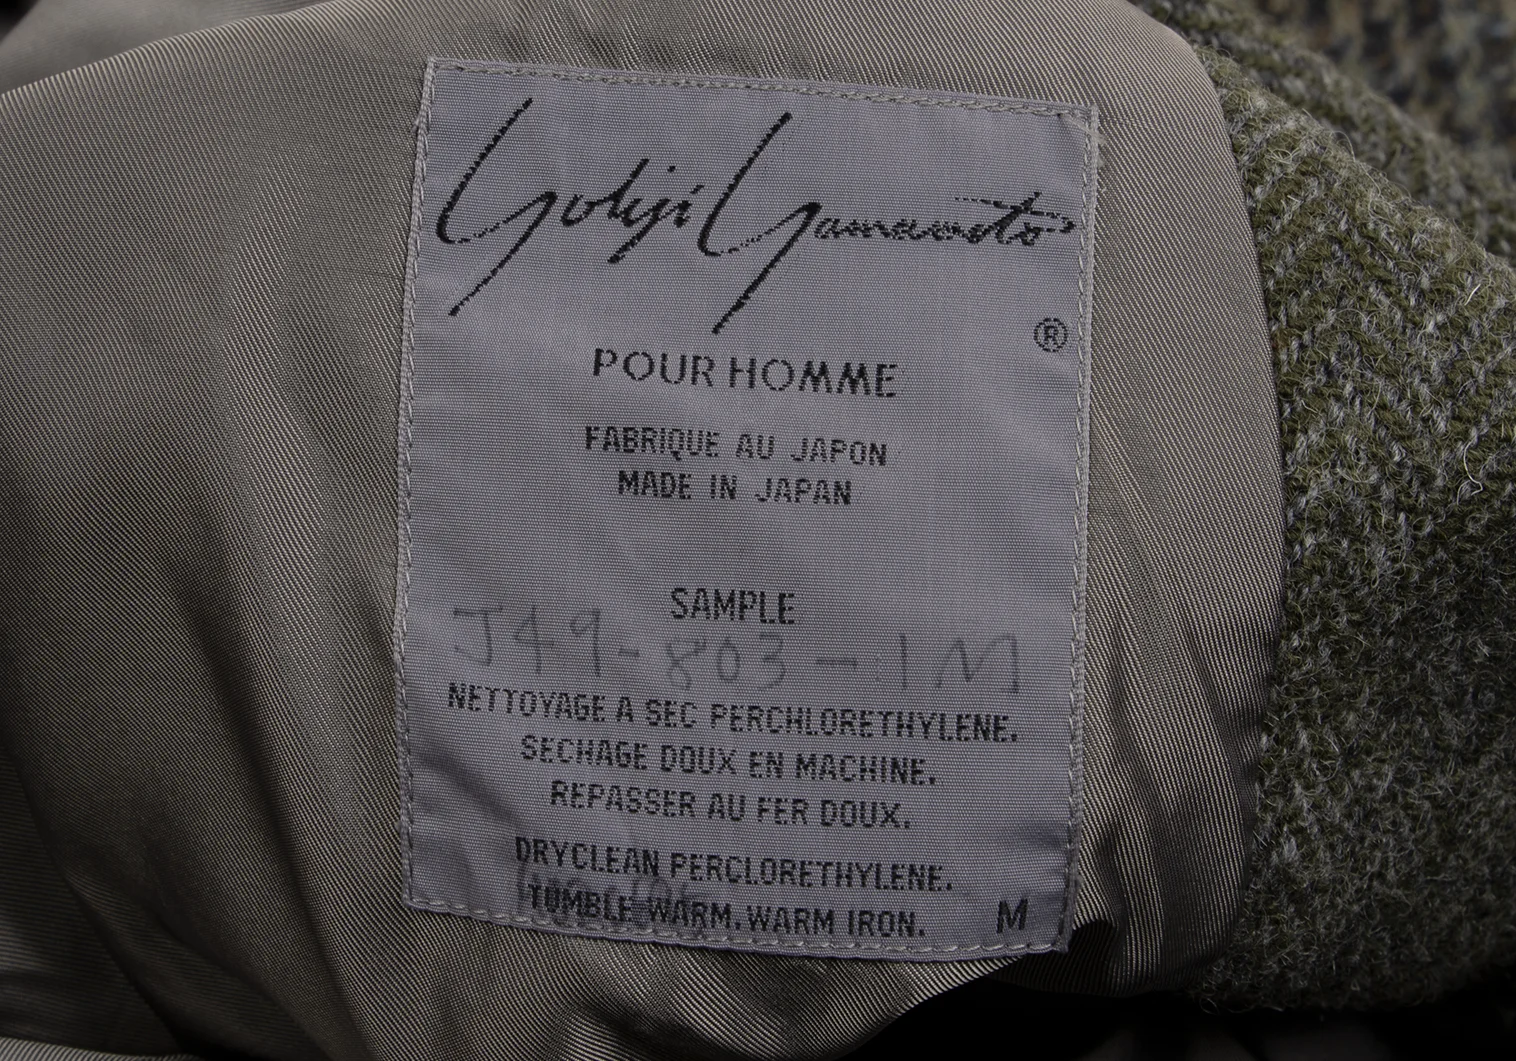 Yohji Yamamoto
®
POUR HOMME
FABRIQUE AU JAPON
MADE IN JAPAN
SAMPLE
J49-803-1M
NETTOYAGE A SEC PERCHLORETHYLENE.
SECHAGE DOUX EN MACHINE.
REPASSER AU FER DOUX.
DRYCLEAN PERCLORETHYLENE.
TUMBLE WARM. WARM IRON. M